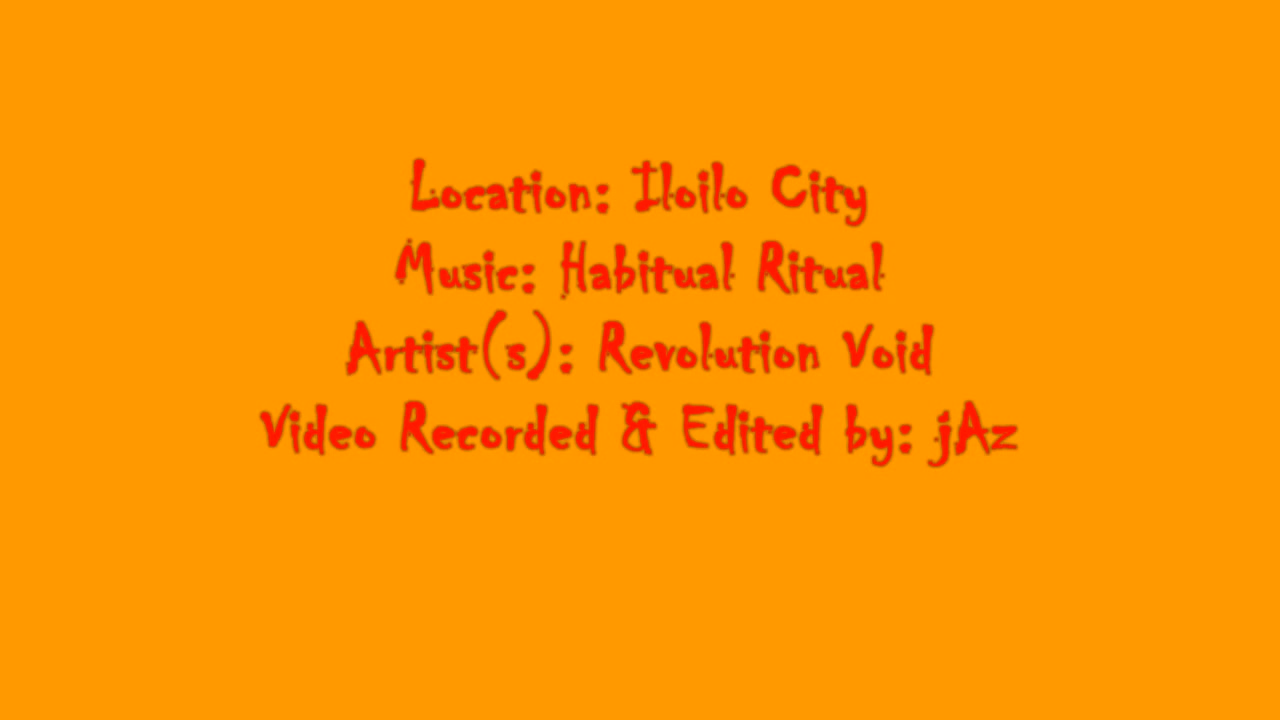 Location: Iloilo City
Music: Habitual Ritual
Artist(s): Revolution Void
Video Recorded & Edited by: jAz